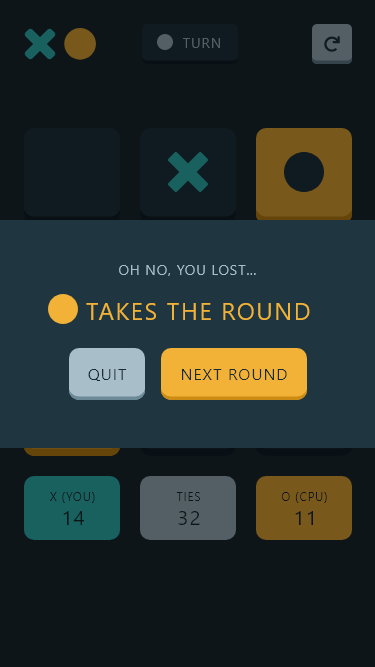 TURN
OH NO, YOU LOST...
TAKES THE ROUND
QUIT
NEXT ROUND
X (YOU)
14
TIES
32
O (CPU)
11